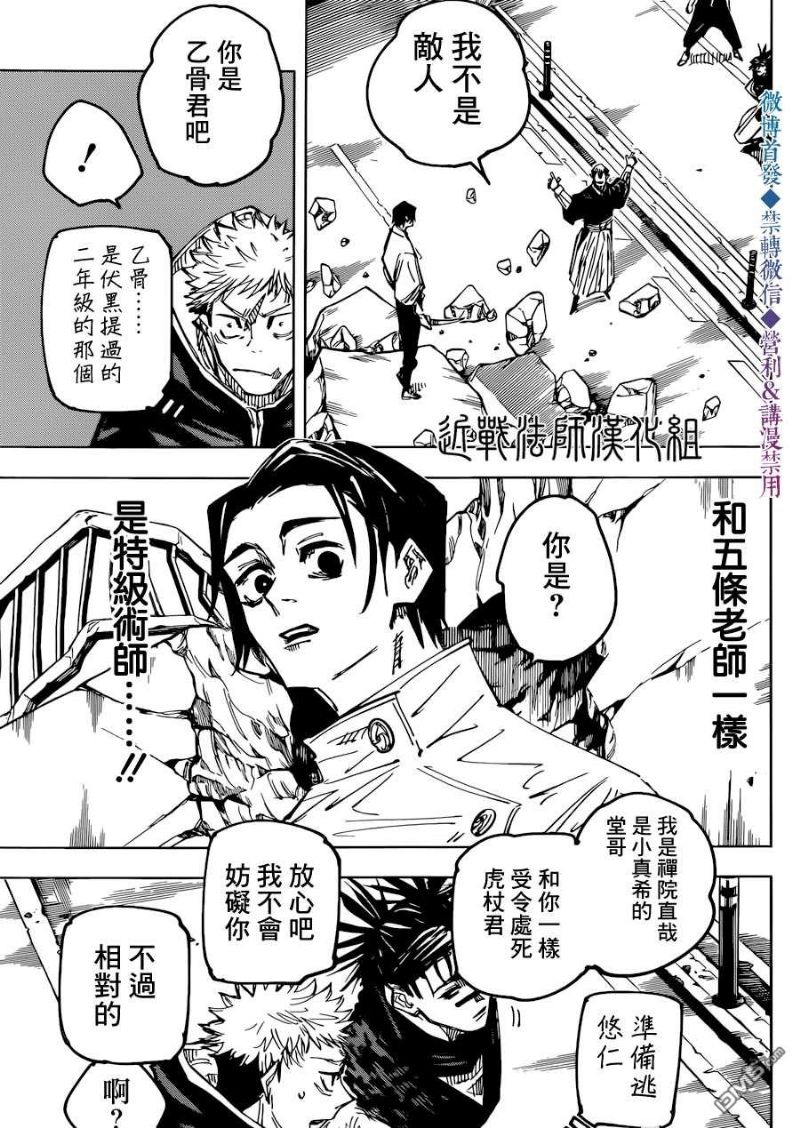 我不是
敵人
你是
乙骨君吧
！
乙骨……
是伏黑提過的
二年級的那個
!!
微博首發◆禁轉微信◆營利&講漫禁用
近戰法師漢化組
和五條老師一樣
你是？
是特級術師……!!
我是禪院直哉
是小真希的
堂哥
和你一樣
受令處死
虎杖君
準備逃
悠仁
放心吧
我不會
妨礙你
不過
相對的
啊？